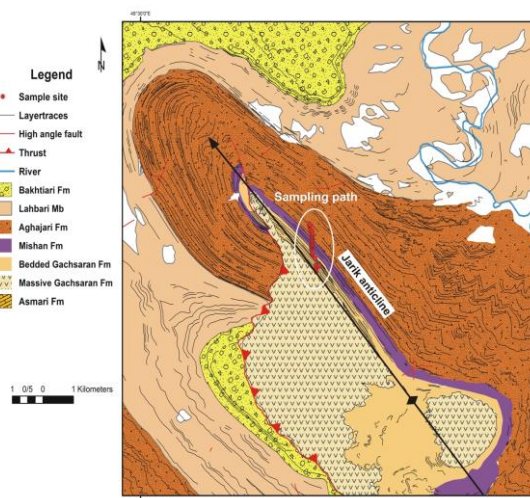 N
Legend
Sample site
Layertraces
High angle fault
Thrust
River
Bakhtiari Fm
Lahbari Mb
Aghajari Fm
Mishan Fm
Bedded Gachsaran Fm
Massive Gachsaran Fm
Asmari Fm
1 0/5 0 1 Kilometers
Sampling path
Jarik anticline